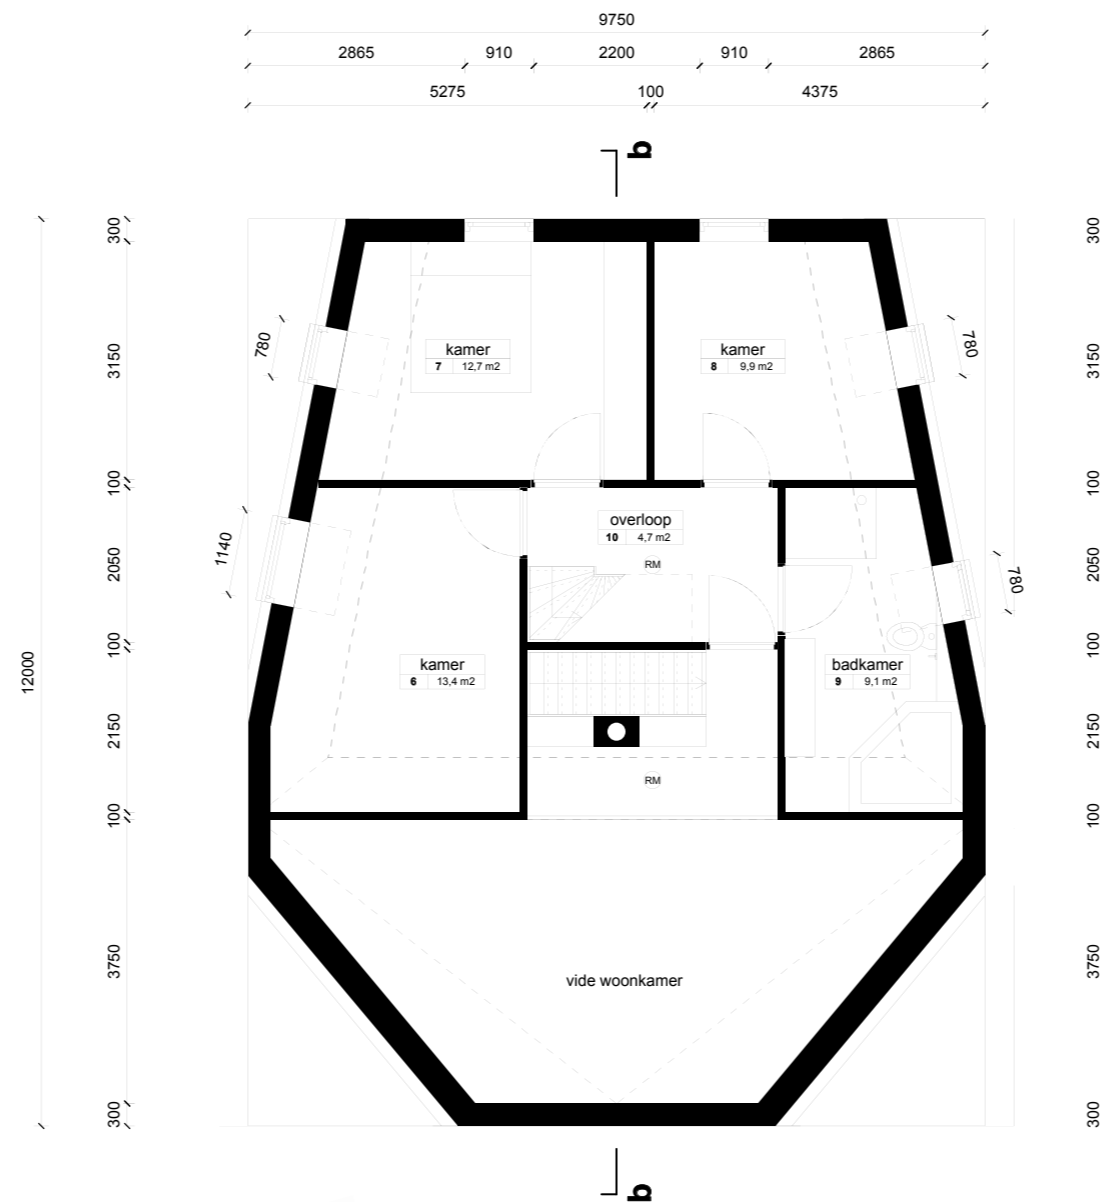 9750
2865 910 2200 910 2865
5275 100 4375
b
300 300
780 780
kamer kamer
7 12,7 m2 8 9,9 m2
3150 3150
100 100
overloop
10 4,7 m2
1140
RM
2050 2050
780
100 100
12000
kamer badkamer
6 13,4 m2 9 9,1 m2
2150 2150
RM
100 100
3750 3750
vide woonkamer
300 300
b